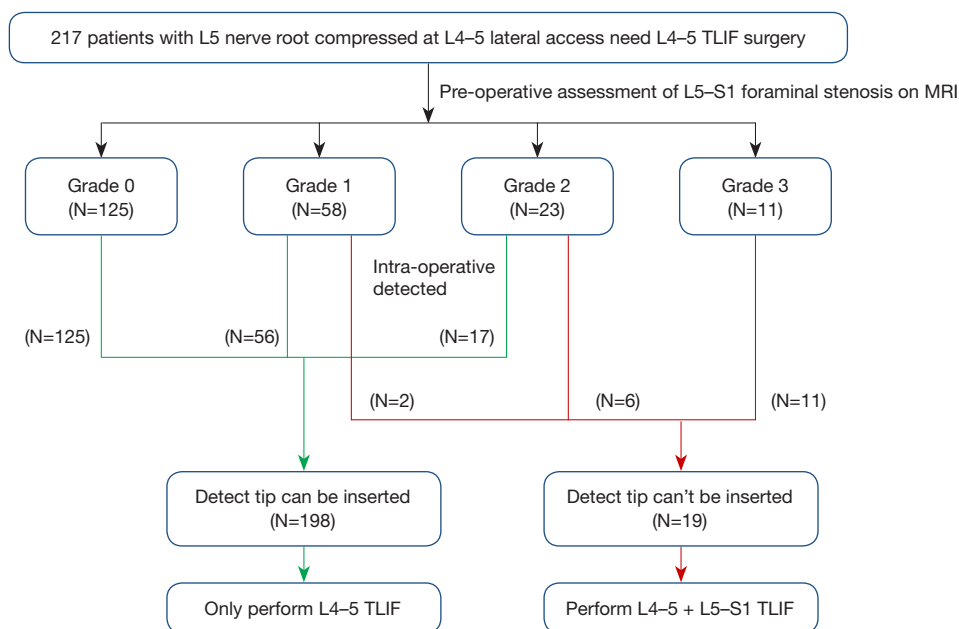 217 patients with L5 nerve root compressed at L4–5 lateral access need L4–5 TLIF surgery
Pre-operative assessment of L5–S1 foraminal stenosis on MRI
Grade 0
(N=125)
Grade 1
(N=58)
Grade 2
(N=23)
Grade 3
(N=11)
Intra-operative
detected
(N=125)
(N=56)
(N=17)
(N=2)
(N=6)
(N=11)
Detect tip can be inserted
(N=198)
Detect tip can't be inserted
(N=19)
Only perform L4–5 TLIF
Perform L4–5 + L5–S1 TLIF